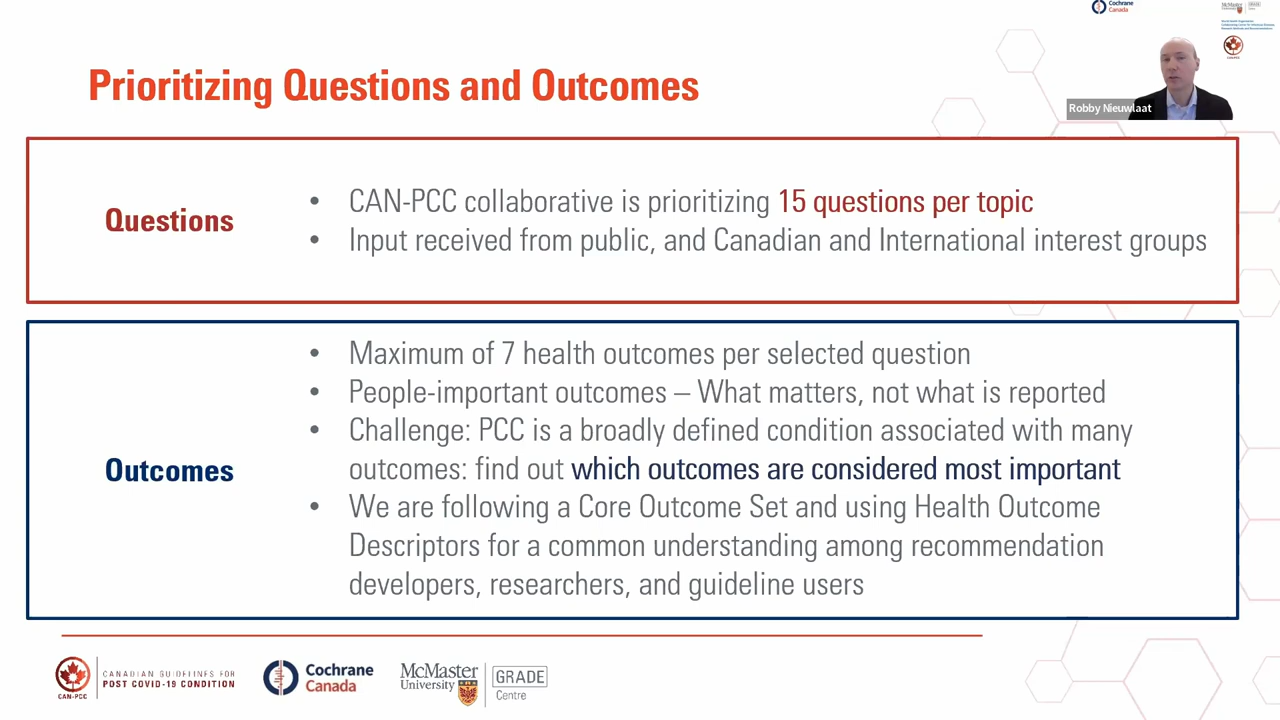 Cochrane
Canada
McMaster
University
GRADE
Robby Nieuwlaat
Prioritizing Questions and Outcomes
Questions
• CAN-PCC collaborative is prioritizing 15 questions per topic
• Input received from public, and Canadian and International interest groups
Outcomes
• Maximum of 7 health outcomes per selected question
• People-important outcomes – What matters, not what is reported
• Challenge: PCC is a broadly defined condition associated with many
outcomes: find out which outcomes are considered most important
• We are following a Core Outcome Set and using Health Outcome
Descriptors for a common understanding among recommendation
developers, researchers, and guideline users
CAN-PCC
CANADIAN GUIDELINES FOR
POST COVID-19 CONDITION
Cochrane
Canada
McMaster
University
GRADE
Centre